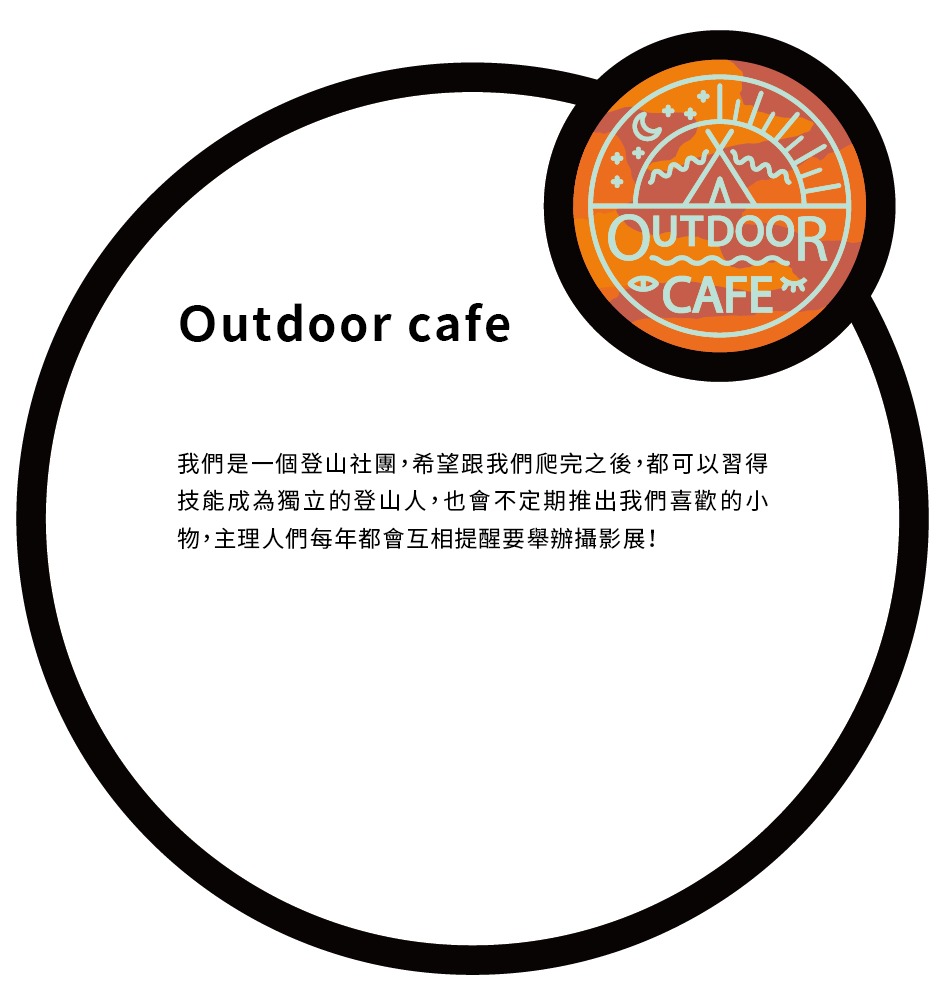 OUTDOOR
CAFE
Outdoor cafe
我們是一個登山社團，希望跟我們爬完之後，都可以習得
技能成為獨立的登山人，也會不定期推出我們喜歡的小
物，主理人們每年都會互相提醒要舉辦攝影展！